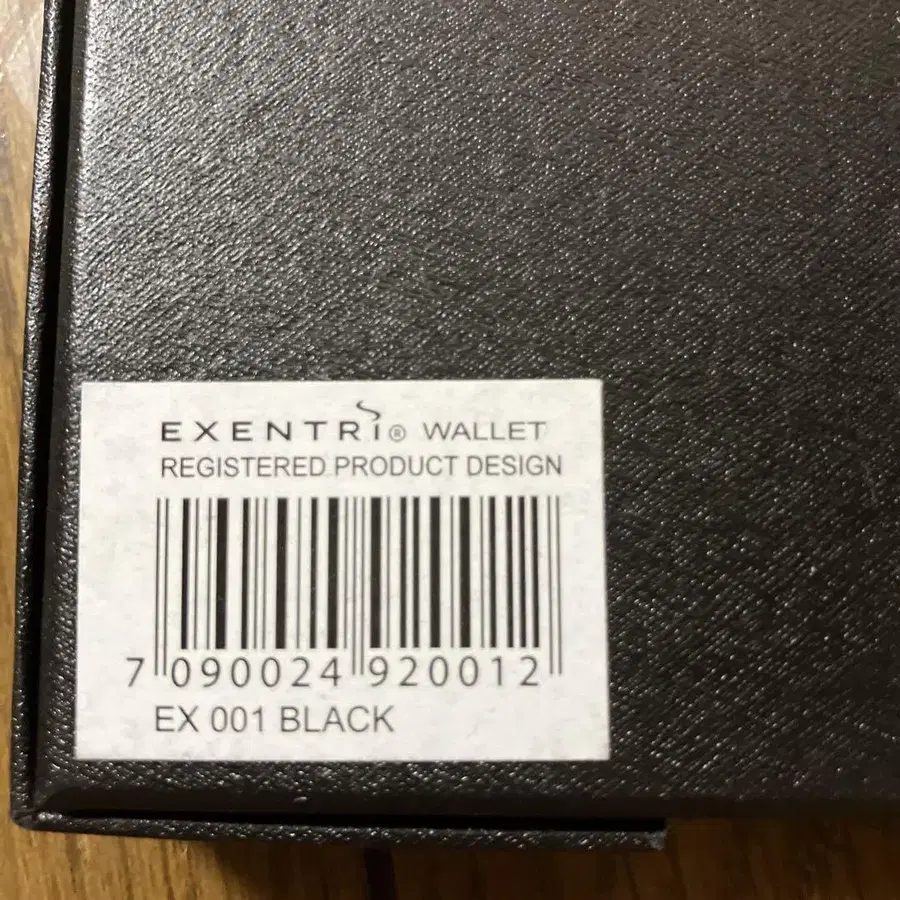 EXENTRI® WALLET
REGISTERED PRODUCT DESIGN
7 090024 920012
EX 001 BLACK